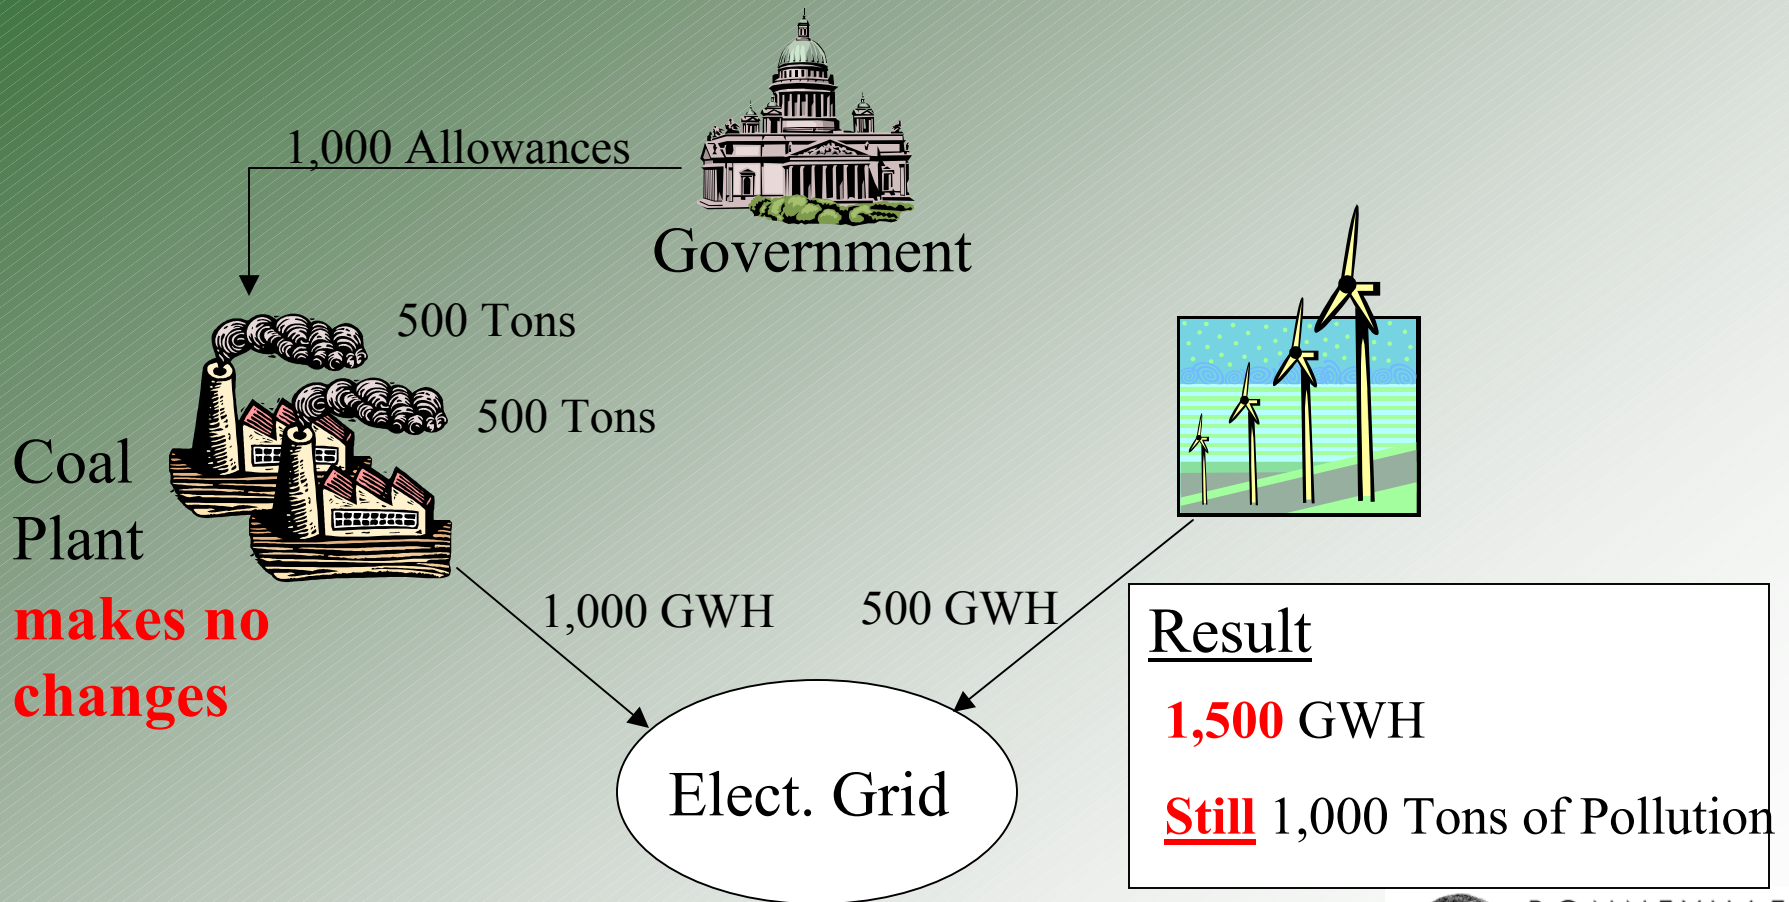 1,000 Allowances
Government
500 Tons
500 Tons
Coal
Plant
makes no
changes
1,000 GWH
500 GWH
Elect. Grid
Result
1,500 GWH
Still 1,000 Tons of Pollution